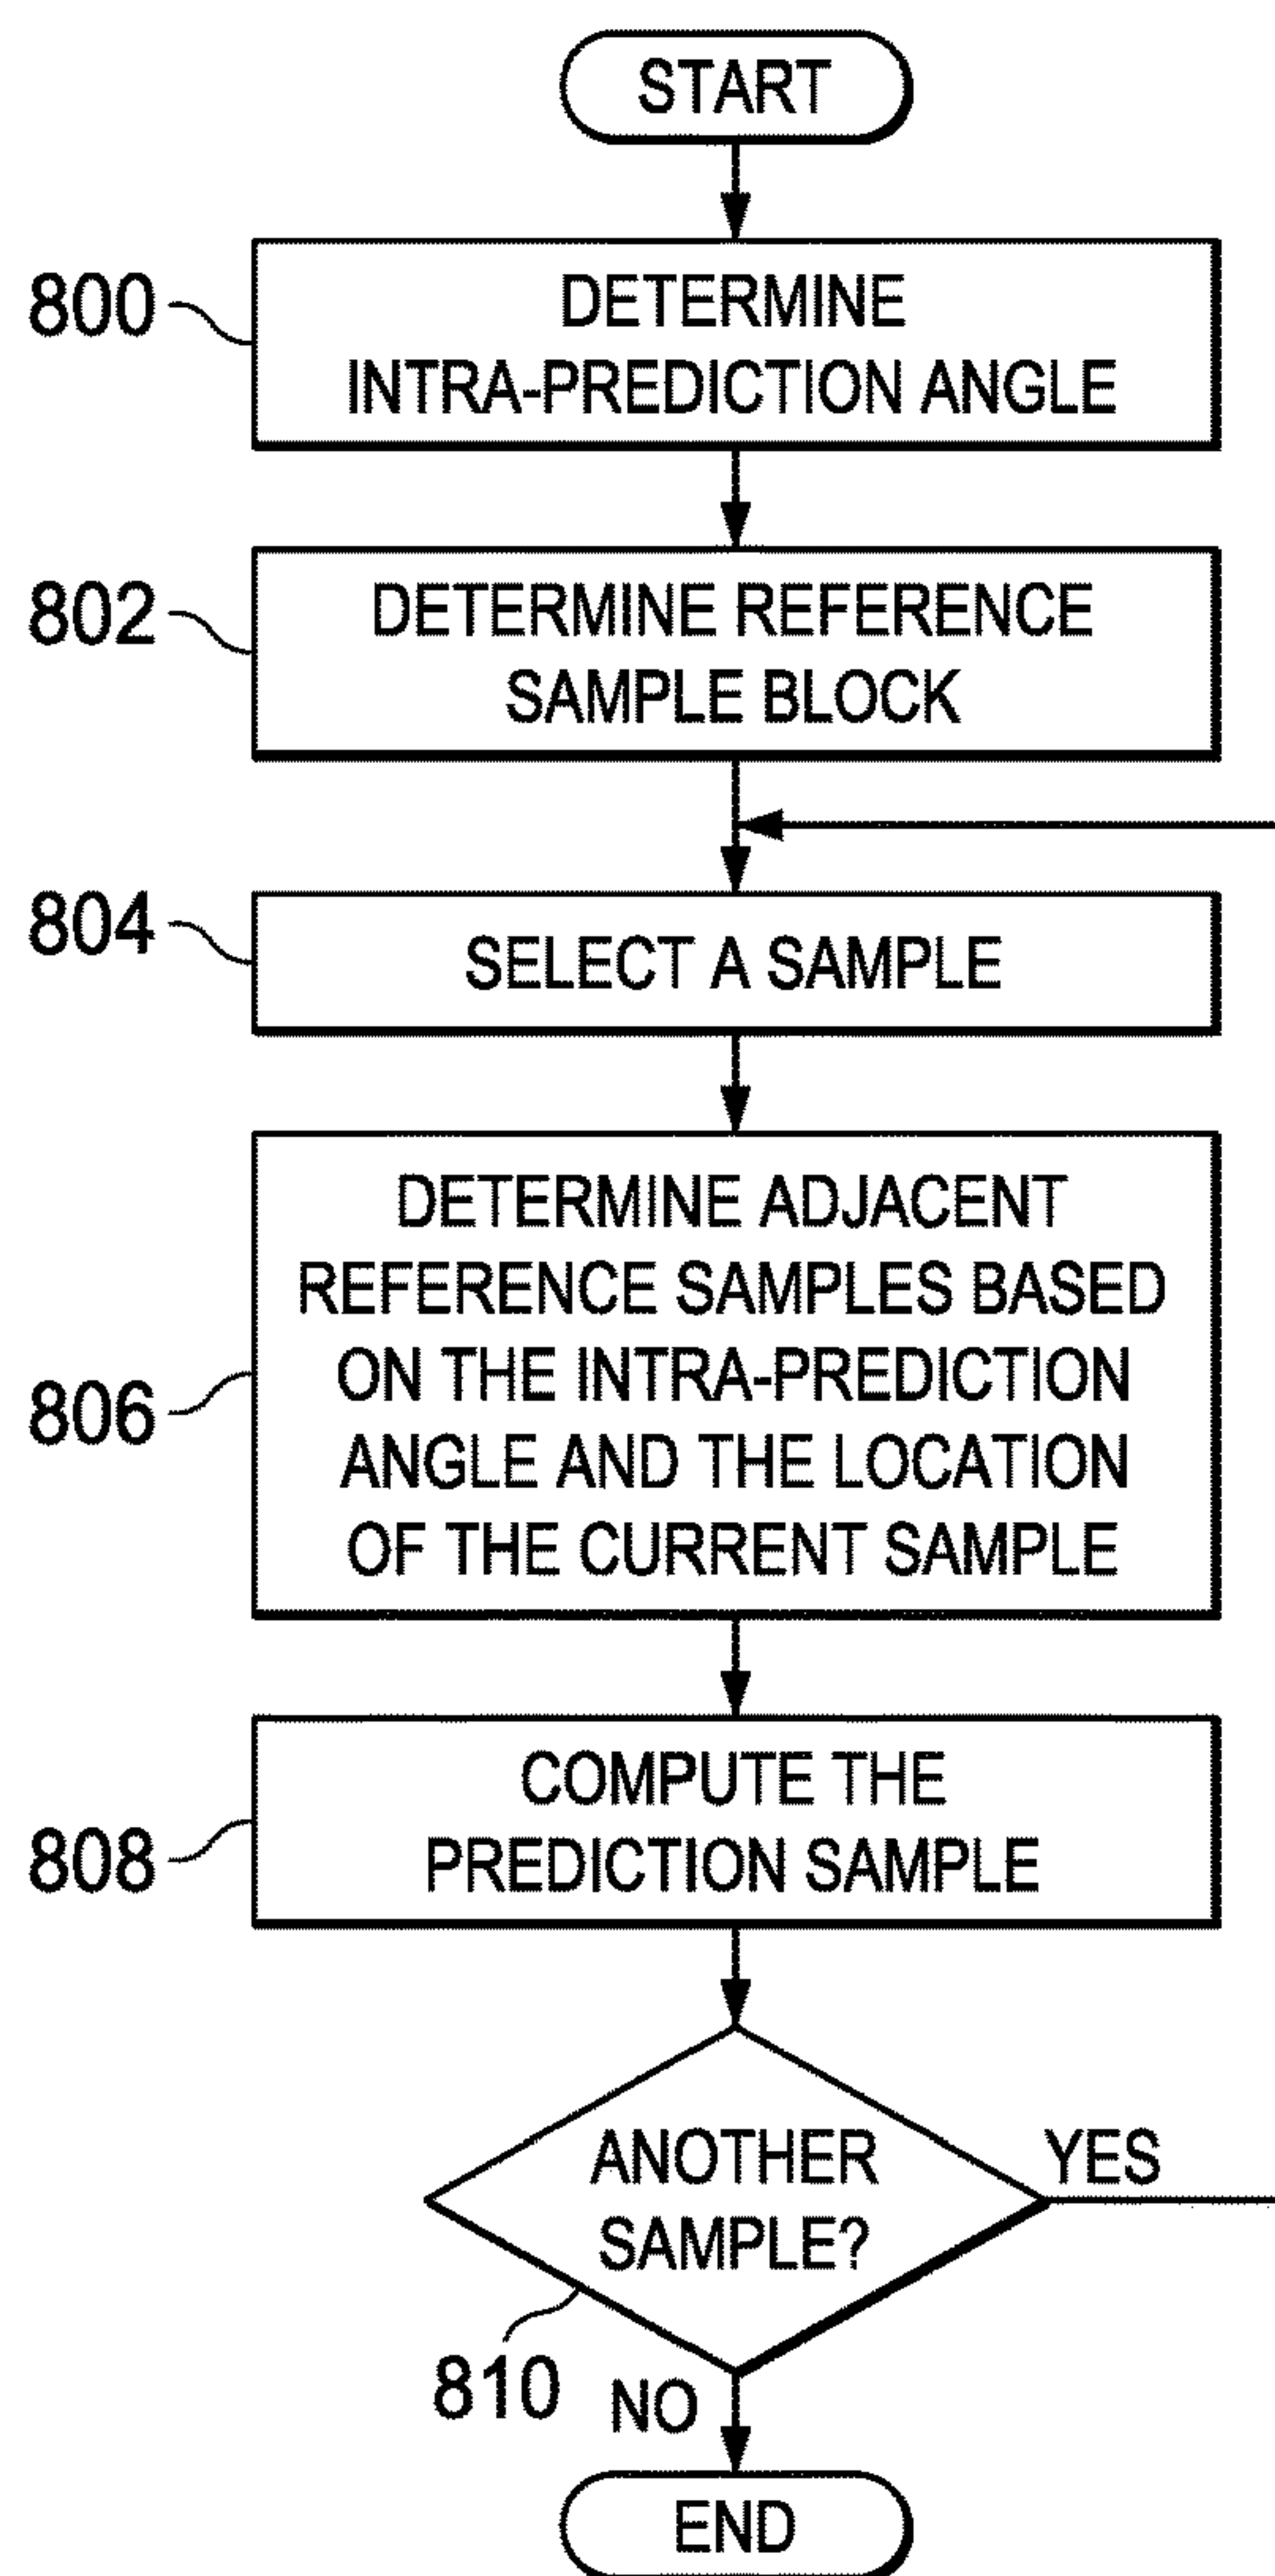 START
800
DETERMINE
INTRA-PREDICTION ANGLE
802
DETERMINE REFERENCE
SAMPLE BLOCK
804
SELECT A SAMPLE
806
DETERMINE ADJACENT
REFERENCE SAMPLES BASED
ON THE INTRA-PREDICTION
ANGLE AND THE LOCATION
OF THE CURRENT SAMPLE
808
COMPUTE THE
PREDICTION SAMPLE
ANOTHER
SAMPLE?
YES
810
NO
END